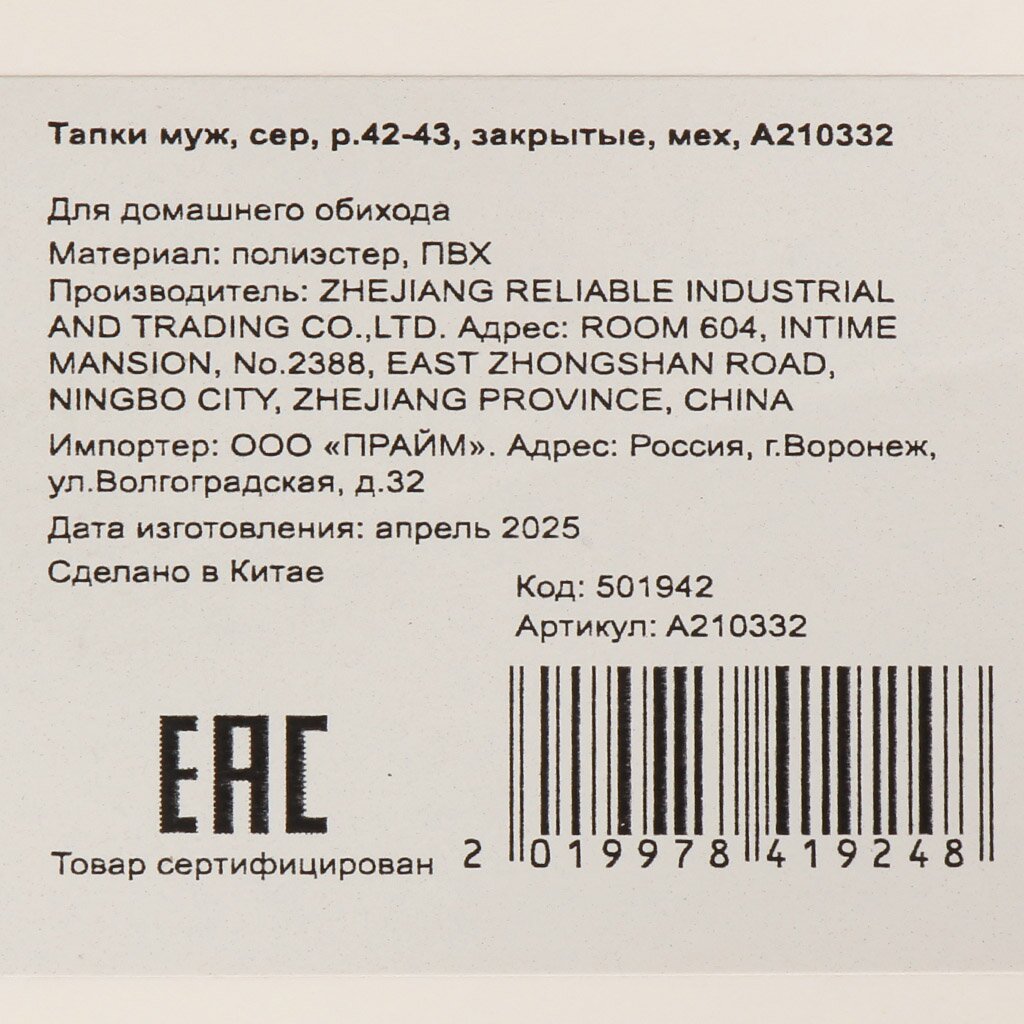 Тапки муж, сер, р.42-43, закрытые, мех, А210332
Для домашнего обихода
Материал: полиэстер, ПВХ
Производитель: ZHEJIANG RELIABLE INDUSTRIAL
AND TRADING CO.,LTD. Адрес: ROOM 604, INTIME
MANSION, No.2388, EAST ZHONGSHAN ROAD,
NINGBO CITY, ZHEJIANG PROVINCE, CHINA
Импортер: ООО «ПРАЙМ». Адрес: Россия, г.Воронеж,
ул.Волгоградская, д.32
Дата изготовления: апрель 2025
Сделано в Китае
Код: 501942
Артикул: А210332
EAC
Товар сертифицирован
2 019978 419248